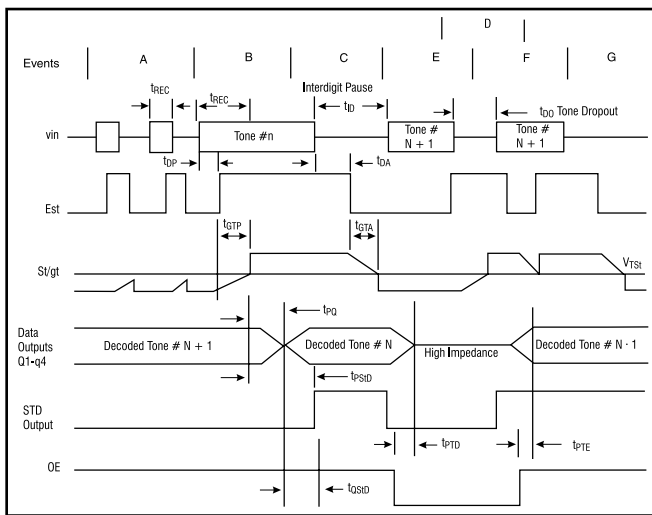 D
Events A B C E F G
Interdigit Pause
tREC tREC tID tDO Tone Dropout
vin Tone #n Tone # N + 1 Tone # N + 1
tDP tDA
Est
tGTP tGTA
St/gt VTSt
tPQ
Data Outputs Q1-q4 Decoded Tone # N + 1 Decoded Tone # N High Impedance Decoded Tone # N · 1
tPStD
STD Output
tPTD tPTE
OE
tQStD